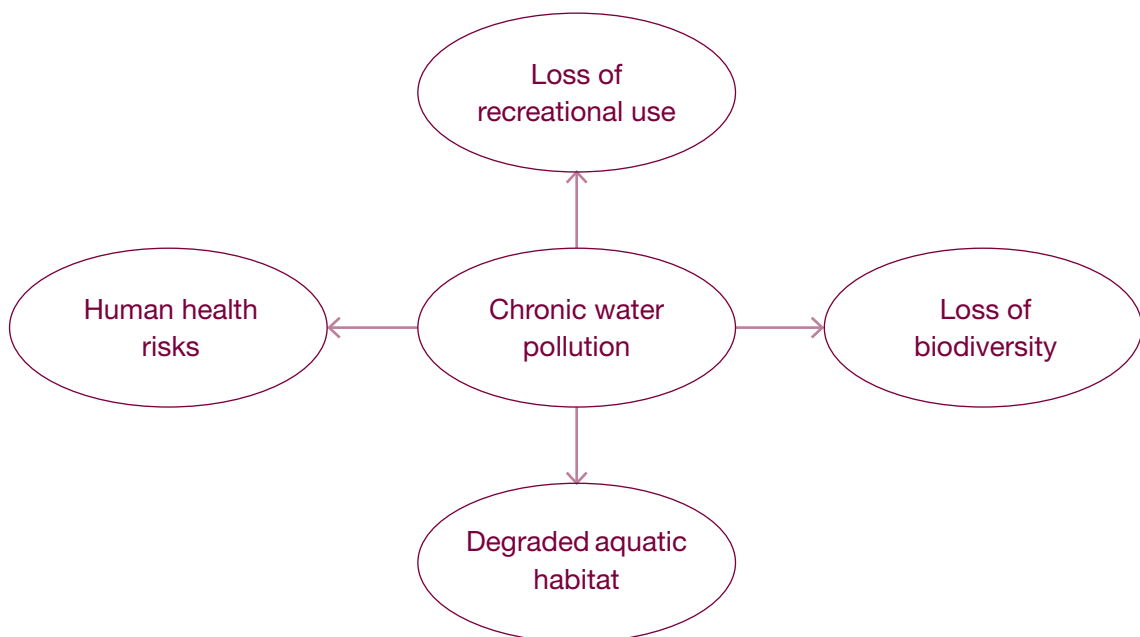 Loss of
recreational use
Human health
risks
Chronic water
pollution
Loss of
biodiversity
Degraded aquatic
habitat